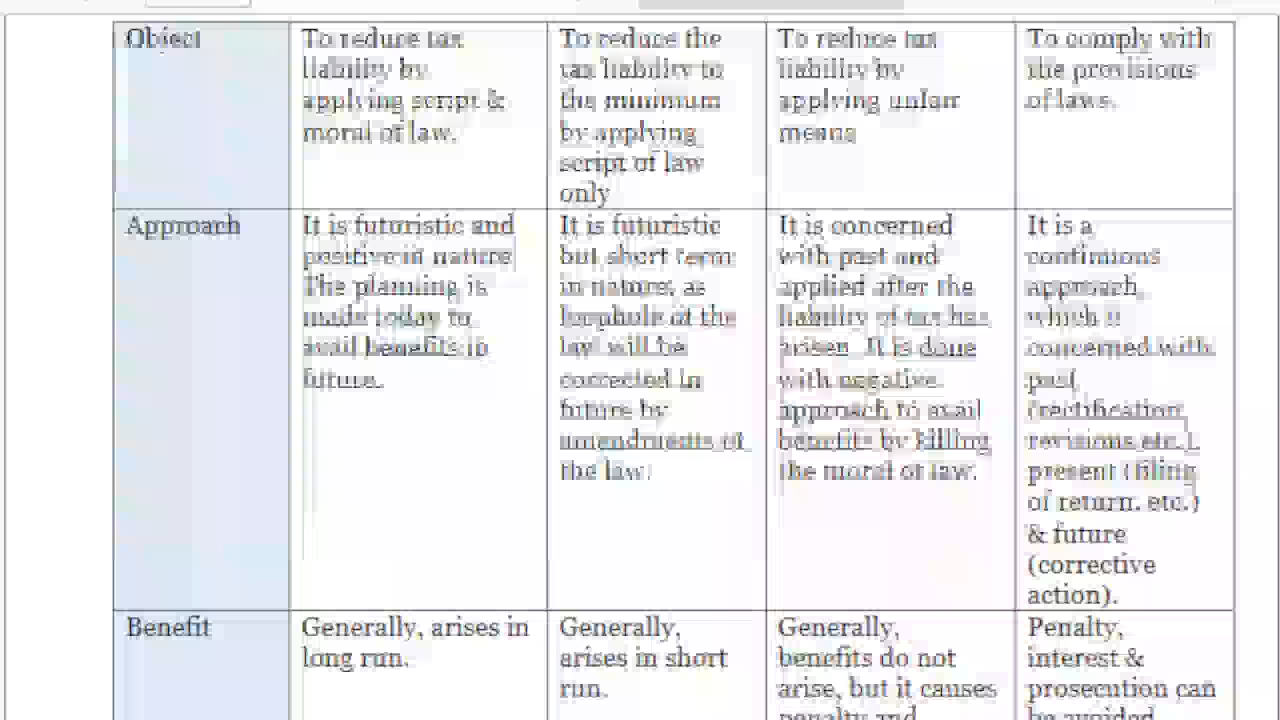 Object
To reduce tax
liability by
applying script &
moral of law.
To reduce the
tax liability to
the minimum
by applying
script of law
only
To reduce tax
liability by
applying unfair
means
To comply with
the provisions
of laws.
Approach
It is futuristic and
positive in nature.
The planning is
made today to
avail benefits in
future.
It is futuristic
but short term
in nature, as
loophole of the
law will be
corrected in
future by
amendments of
the law.
It is concerned
with past and
applied after the
liability of tax has
arisen. It is done
with negative
approach to avail
benefits by killing
the moral of law.
It is a
continuous
approach,
which is
concerned with
past
(rectification,
revisions etc.),
present (filing
of return, etc.)
& future
(corrective
action).
Benefit
Generally, arises in
long run.
Generally,
arises in short
run.
Generally,
benefits do not
arise, but it causes
penalty and
Penalty,
interest &
prosecution can
be avoided